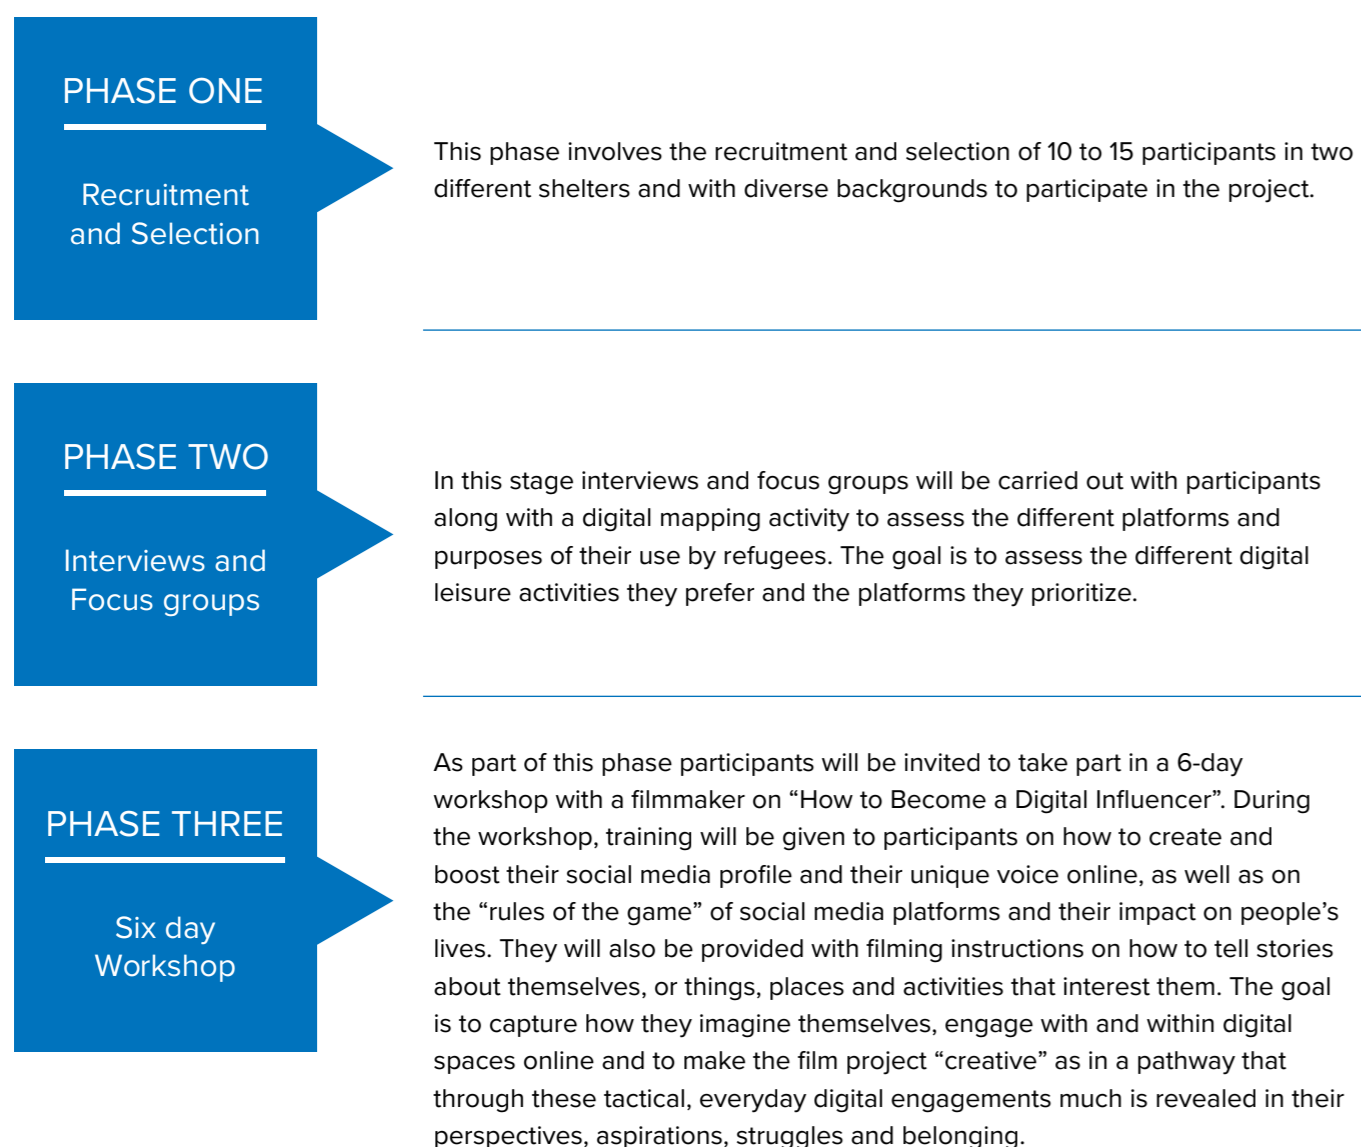 PHASE ONE
Recruitment
and Selection
This phase involves the recruitment and selection of 10 to 15 participants in two
different shelters and with diverse backgrounds to participate in the project.
PHASE TWO
Interviews and
Focus groups
In this stage interviews and focus groups will be carried out with participants
along with a digital mapping activity to assess the different platforms and
purposes of their use by refugees. The goal is to assess the different digital
leisure activities they prefer and the platforms they prioritize.
PHASE THREE
Six day
Workshop
As part of this phase participants will be invited to take part in a 6-day
workshop with a filmmaker on “How to Become a Digital Influencer”. During
the workshop, training will be given to participants on how to create and
boost their social media profile and their unique voice online, as well as on
the “rules of the game” of social media platforms and their impact on people’s
lives. They will also be provided with filming instructions on how to tell stories
about themselves, or things, places and activities that interest them. The goal
is to capture how they imagine themselves, engage with and within digital
spaces online and to make the film project “creative” as in a pathway that
through these tactical, everyday digital engagements much is revealed in their
perspectives, aspirations, struggles and belonging.